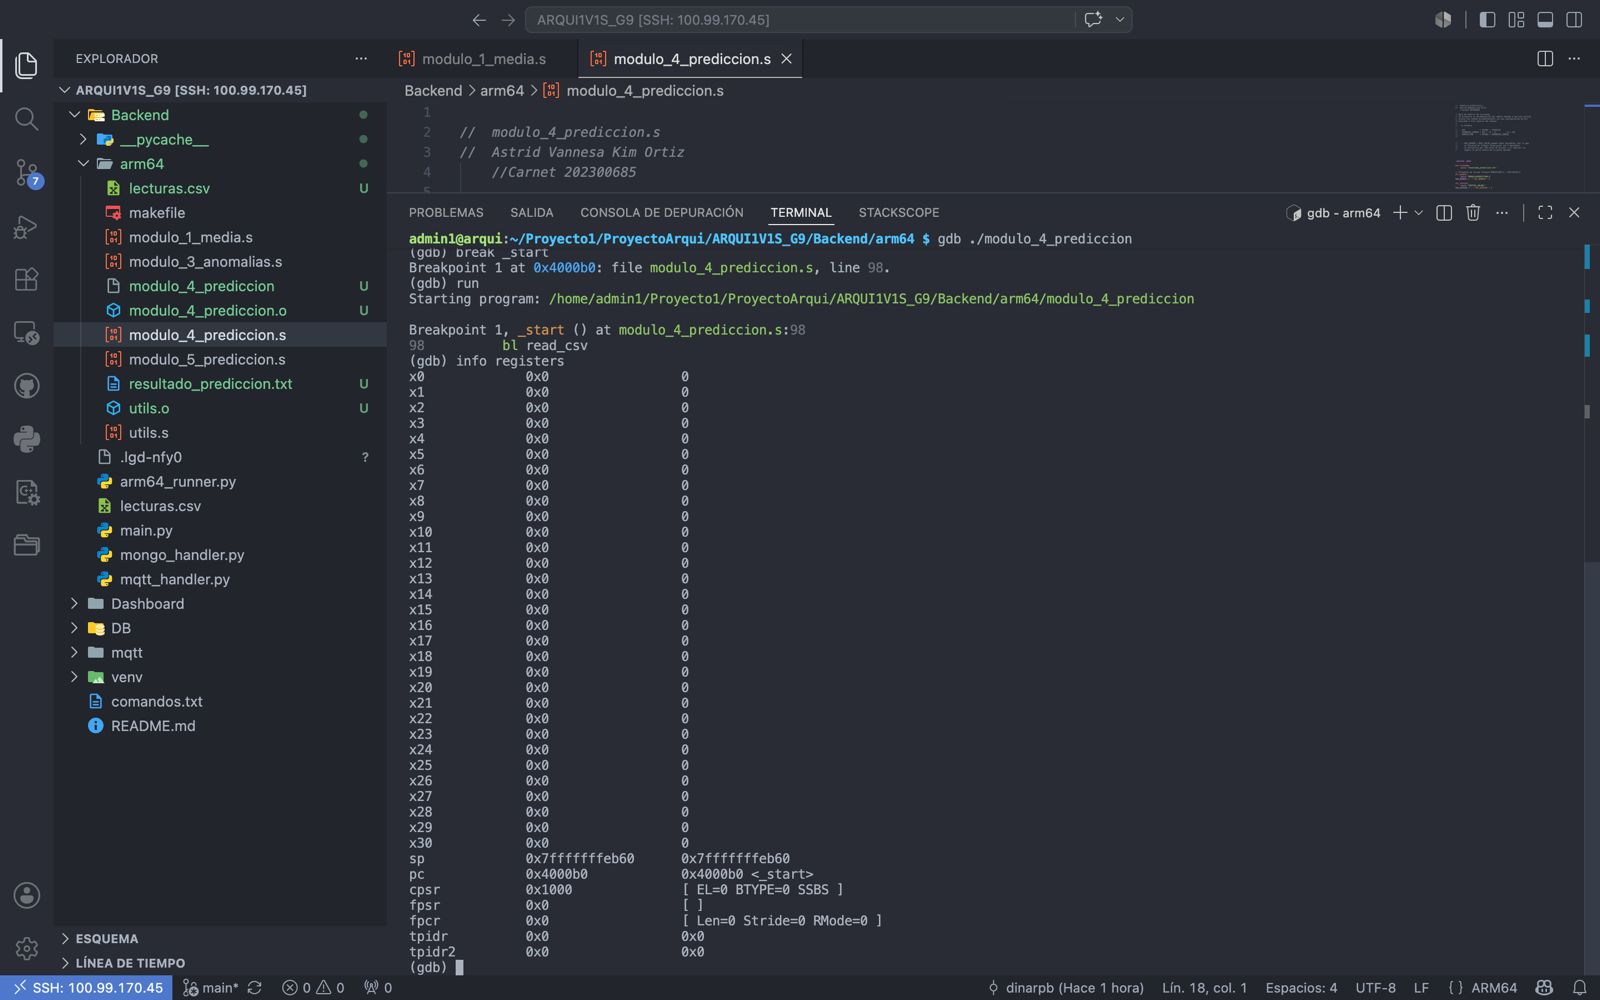 ARQUI1V1S_G9 [SSH: 100.99.170.45]
EXPLORADOR
ARQUI1V1S_G9 [SSH: 100.99.170.45]
Backend
__pycache__
arm64
lecturas.csv U
makefile
modulo_1_media.s
modulo_3_anomalias.s
modulo_4_prediccion U
modulo_4_prediccion.o U
modulo_4_prediccion.s
modulo_5_prediccion.s
resultado_prediccion.txt U
utils.o U
utils.s
.lgd-nfy0 ?
arm64_runner.py
lecturas.csv
main.py
mongo_handler.py
mqtt_handler.py
Dashboard
DB
mqtt
venv
comandos.txt
README.md
ESQUEMA
LÍNEA DE TIEMPO
7
modulo_1_media.s
modulo_4_prediccion.s
Backend > arm64 > modulo_4_prediccion.s
1
2 // modulo_4_prediccion.s
3 // Astrid Vannesa Kim Ortiz
4 //Carnet 202300685
5
PROBLEMAS SALIDA CONSOLA DE DEPURACIÓN TERMINAL STACKSCOPE
gdb - arm64
admin1@arqui:~/Proyecto1/ProyectoArqui/ARQUI1V1S_G9/Backend/arm64 $ gdb ./modulo_4_prediccion
(gdb) break _start
Breakpoint 1 at 0x4000b0: file modulo_4_prediccion.s, line 98.
(gdb) run
Starting program: /home/admin1/Proyecto1/ProyectoArqui/ARQUI1V1S_G9/Backend/arm64/modulo_4_prediccion
Breakpoint 1, _start () at modulo_4_prediccion.s:98
98 bl read_csv
(gdb) info registers
x0 0x0 0
x1 0x0 0
x2 0x0 0
x3 0x0 0
x4 0x0 0
x5 0x0 0
x6 0x0 0
x7 0x0 0
x8 0x0 0
x9 0x0 0
x10 0x0 0
x11 0x0 0
x12 0x0 0
x13 0x0 0
x14 0x0 0
x15 0x0 0
x16 0x0 0
x17 0x0 0
x18 0x0 0
x19 0x0 0
x20 0x0 0
x21 0x0 0
x22 0x0 0
x23 0x0 0
x24 0x0 0
x25 0x0 0
x26 0x0 0
x27 0x0 0
x28 0x0 0
x29 0x0 0
x30 0x0 0
sp 0x7fffffffeb60 0x7fffffffeb60
pc 0x4000b0 0x4000b0 <_start>
cpsr 0x1000 [ EL=0 BTYPE=0 SSBS ]
fpsr 0x0 [ ]
fpcr 0x0 [ Len=0 Stride=0 RMode=0 ]
tpidr 0x0 0x0
tpidr2 0x0 0x0
(gdb)
SSH: 100.99.170.45 main* 0 0 0 dinarpb (Hace 1 hora) Lín. 18, col. 1 Espacios: 4 UTF-8 LF { } ARM64